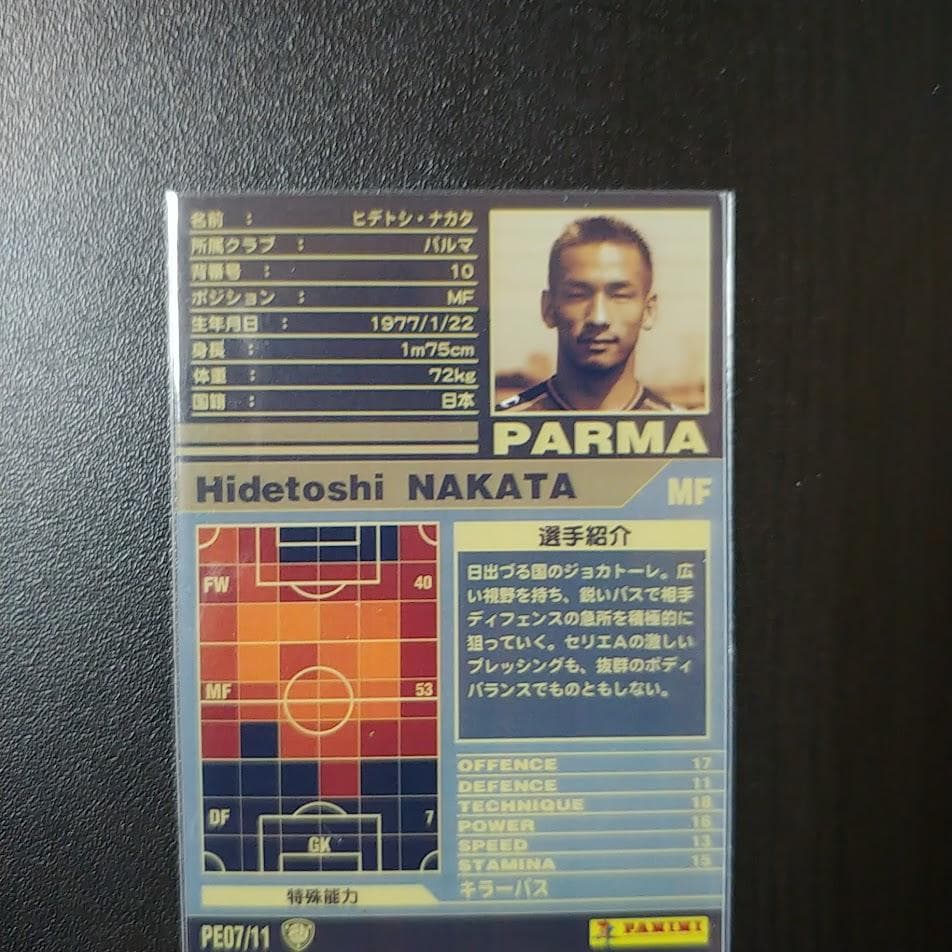 名前 : ヒデトシ・ナカタ
所属クラブ : パルマ
背番号 : 10
ポジション : MF
生年月日 : 1977/1/22
身長 : 1m75cm
体重 : 72kg
国籍 : 日本
PARMA
Hidetoshi NAKATA MF
FW 40
MF 53
DF 7
GK
選手紹介
日出づる国のジョカトーレ。広
い視野を持ち、鋭いパスで相手
ディフェンスの急所を積極的に
狙っていく。セリエAの激しい
プレッシングも、抜群のボディ
バランスでものともしない。
OFFENCE 17
DEFENCE 11
TECHNIQUE 18
POWER 16
SPEED 13
STAMINA 15
特殊能力 キラーパス
PE07/11
PANINI